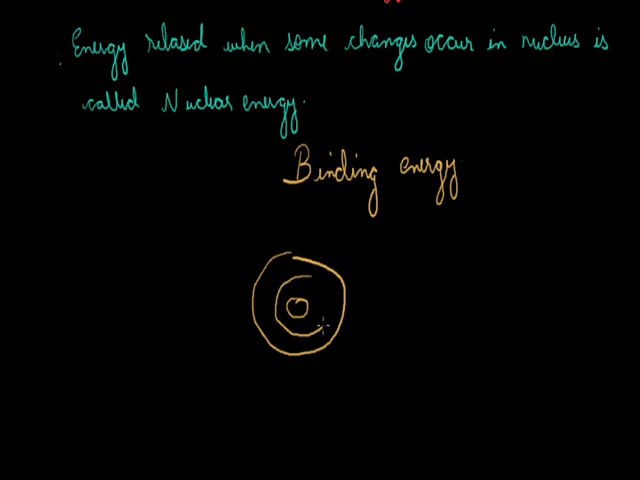 Energy relased when some changes occur in nucleus is
called Nuclear energy.
Binding energy